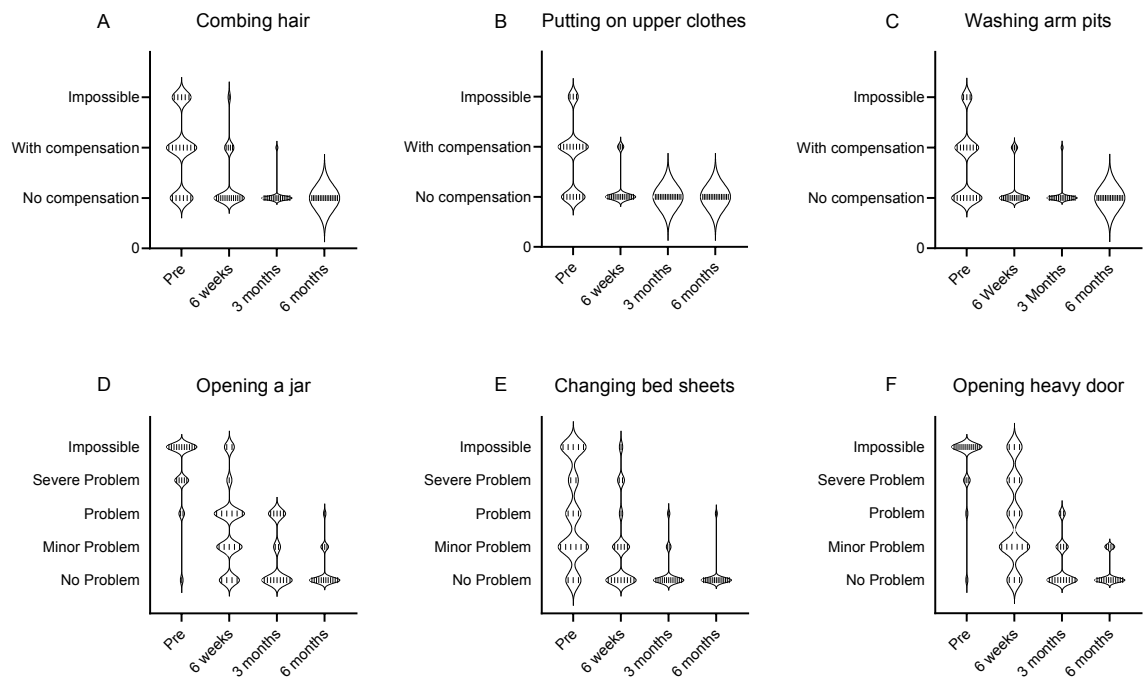 A Combing hair
Impossible
With compensation
No compensation
0
Pre
6 weeks
3 months
6 months
B Putting on upper clothes
Impossible
With compensation
No compensation
0
Pre
6 weeks
3 months
6 months
C Washing arm pits
Impossible
With compensation
No compensation
0
Pre
6 Weeks
3 Months
6 months
D Opening a jar
Impossible
Severe Problem
Problem
Minor Problem
No Problem
Pre
6 weeks
3 months
6 months
E Changing bed sheets
Impossible
Severe Problem
Problem
Minor Problem
No Problem
Pre
6 weeks
3 months
6 months
F Opening heavy door
Impossible
Severe Problem
Problem
Minor Problem
No Problem
Pre
6 weeks
3 months
6 months